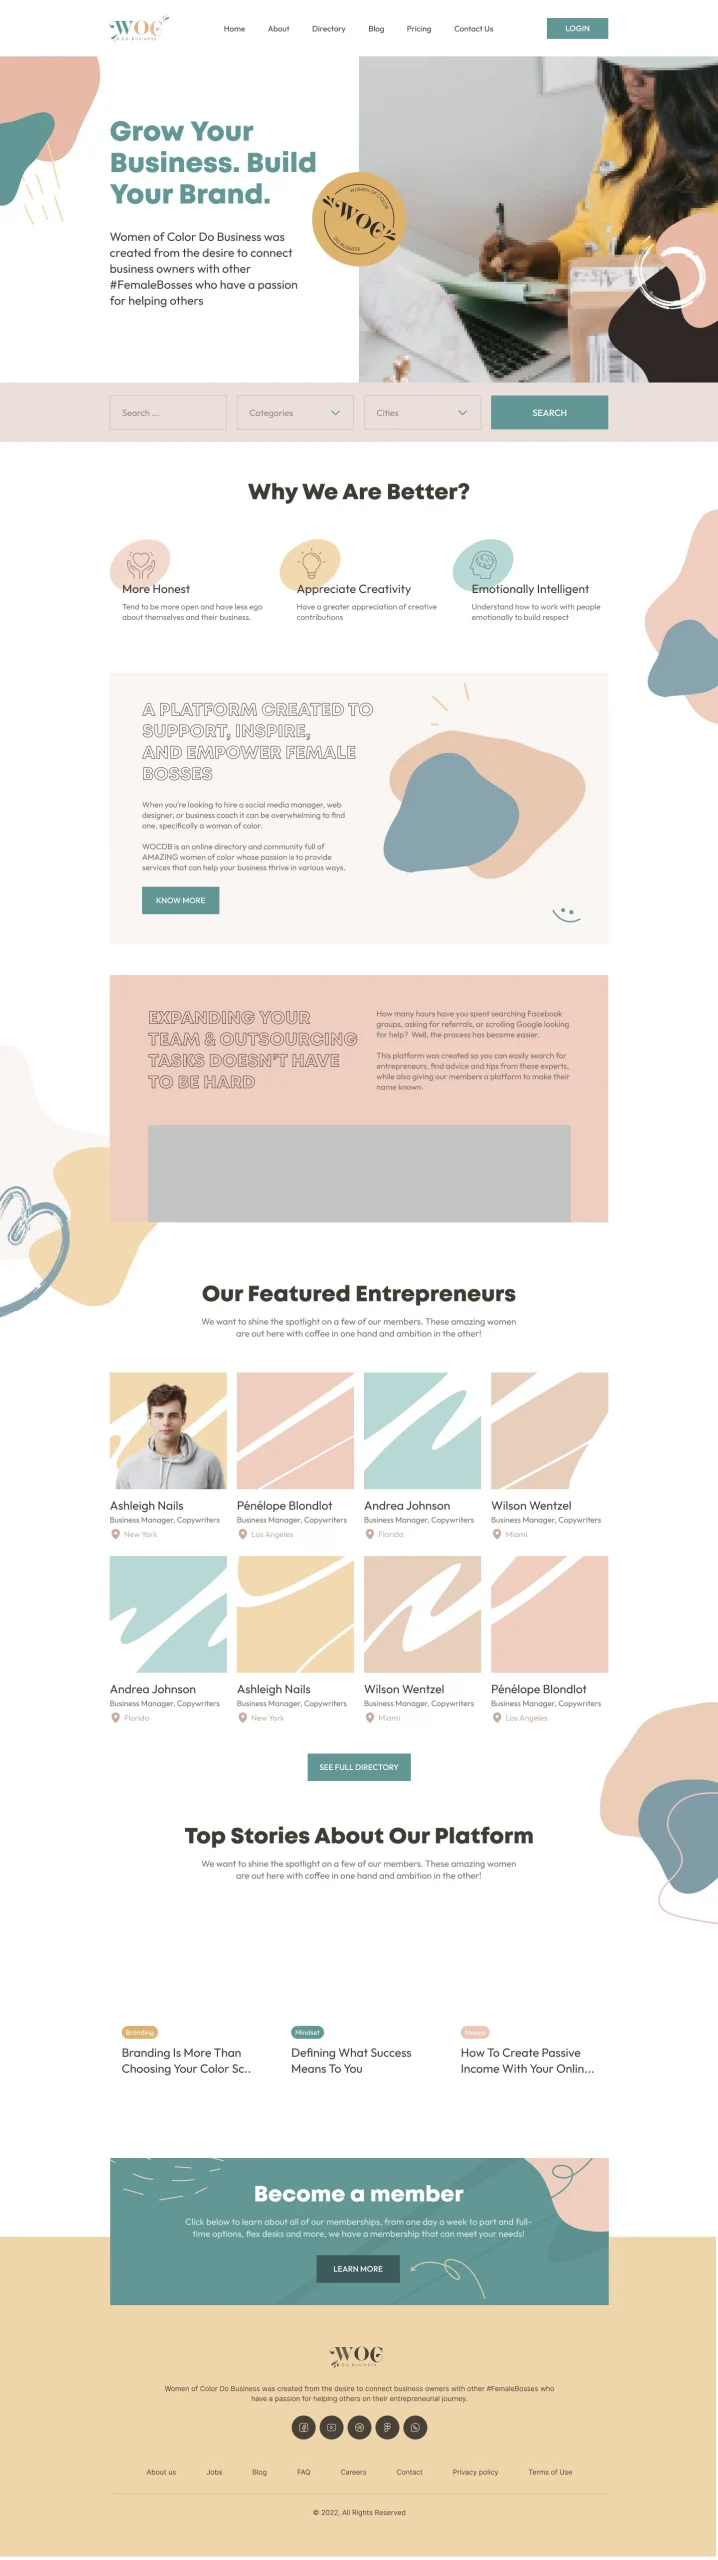 WOC
DO BUSINESS
Home About Directory Blog Pricing Contact Us
LOGIN
Grow Your
Business. Build
Your Brand.
Women of Color Do Business was
created from the desire to connect
business owners with other
#FemaleBosses who have a passion
for helping others
WOMEN OF COLOR
WOC
DO BUSINESS
Search ...
Categories
Cities
SEARCH
Why We Are Better?
More Honest
Tend to be more open and have less ego
about themselves and their business.
Appreciate Creativity
Have a greater appreciation of creative
contributions
Emotionally Intelligent
Understand how to work with people
emotionally to build respect
A PLATFORM CREATED TO
SUPPORT, INSPIRE,
AND EMPOWER FEMALE
BOSSES
When you're looking to hire a social media manager, web
designer, or business coach it can be overwhelming to find
one, specifically a woman of color.
WOCDB is an online directory and community full of
AMAZING women of color whose passion is to provide
services that can help your business thrive in various ways.
KNOW MORE
EXPANDING YOUR
TEAM & OUTSOURCING
TASKS DOESN'T HAVE
TO BE HARD
How many hours have you spent searching Facebook
groups, asking for referrals, or scrolling Google looking
for help? Well, the process has become easier.
This platform was created so you can easily search for
entrepreneurs, find advice and tips from these experts,
while also giving our members a platform to make their
name known.
Our Featured Entrepreneurs
We want to shine the spotlight on a few of our members. These amazing women
are out here with coffee in one hand and ambition in the other!
Ashleigh Nails
Business Manager, Copywriters
New York
Pénélope Blondlot
Business Manager, Copywriters
Los Angeles
Andrea Johnson
Business Manager, Copywriters
Florida
Wilson Wentzel
Business Manager, Copywriters
Miami
Andrea Johnson
Business Manager, Copywriters
Florida
Ashleigh Nails
Business Manager, Copywriters
New York
Wilson Wentzel
Business Manager, Copywriters
Miami
Pénélope Blondlot
Business Manager, Copywriters
Los Angeles
SEE FULL DIRECTORY
Top Stories About Our Platform
We want to shine the spotlight on a few of our members. These amazing women
are out here with coffee in one hand and ambition in the other!
Branding
Branding Is More Than
Choosing Your Color Sc..
Mindset
Defining What Success
Means To You
Money
How To Create Passive
Income With Your Onlin...
Become a member
Click below to learn about all of our memberships, from one day a week to part and full-
time options, flex desks and more, we have a membership that can meet your needs!
LEARN MORE
WOC
DO BUSINESS
Women of Color Do Business was created from the desire to connect business owners with other #FemaleBosses who
have a passion for helping others on their entrepreneurial journey.
About us Jobs Blog FAQ Careers Contact Privacy policy Terms of Use
© 2022, All Rights Reserved